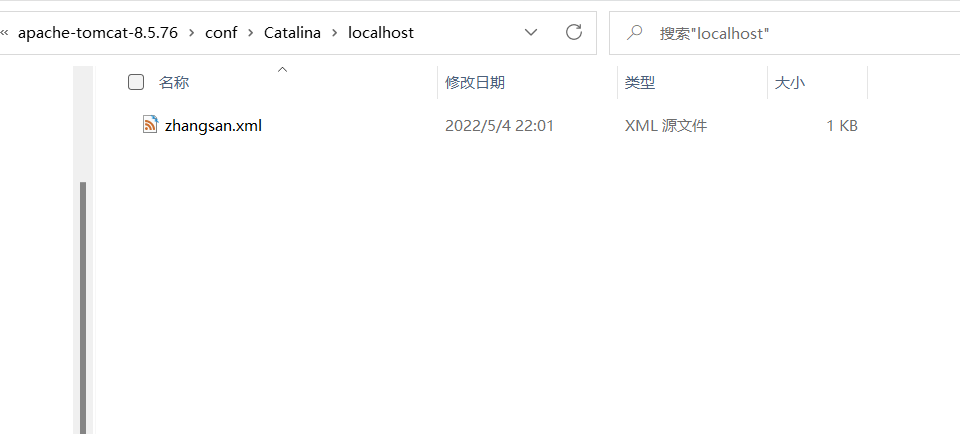 « apache-tomcat-8.5.76 > conf > Catalina > localhost 搜索"localhost"
名称 修改日期 类型 大小
zhangsan.xml 2022/5/4 22:01 XML 源文件 1 KB